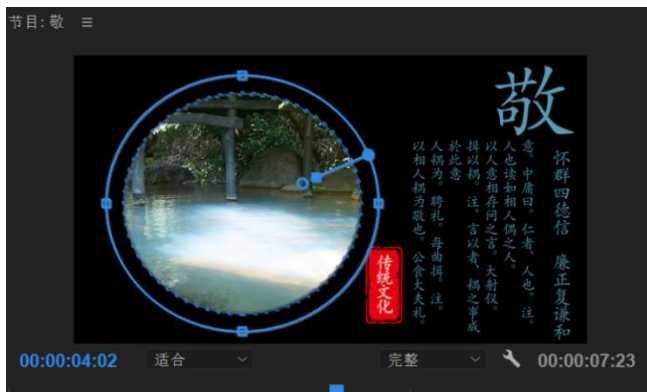 节目: 敬 ≡
敬
怀群四德信 廉正复谦和
意。中庸曰。仁者、人也。注。
人也读如相人偶之人。
以人意相存问之言。大射仪。
揖以耦。注。言以者、耦之事成
於此意
人耦为。聘礼。每曲揖。注。
以相人耦为敬也。公食大夫礼。
传统文化
00:00:04:02 适合 完整 00:00:07:23